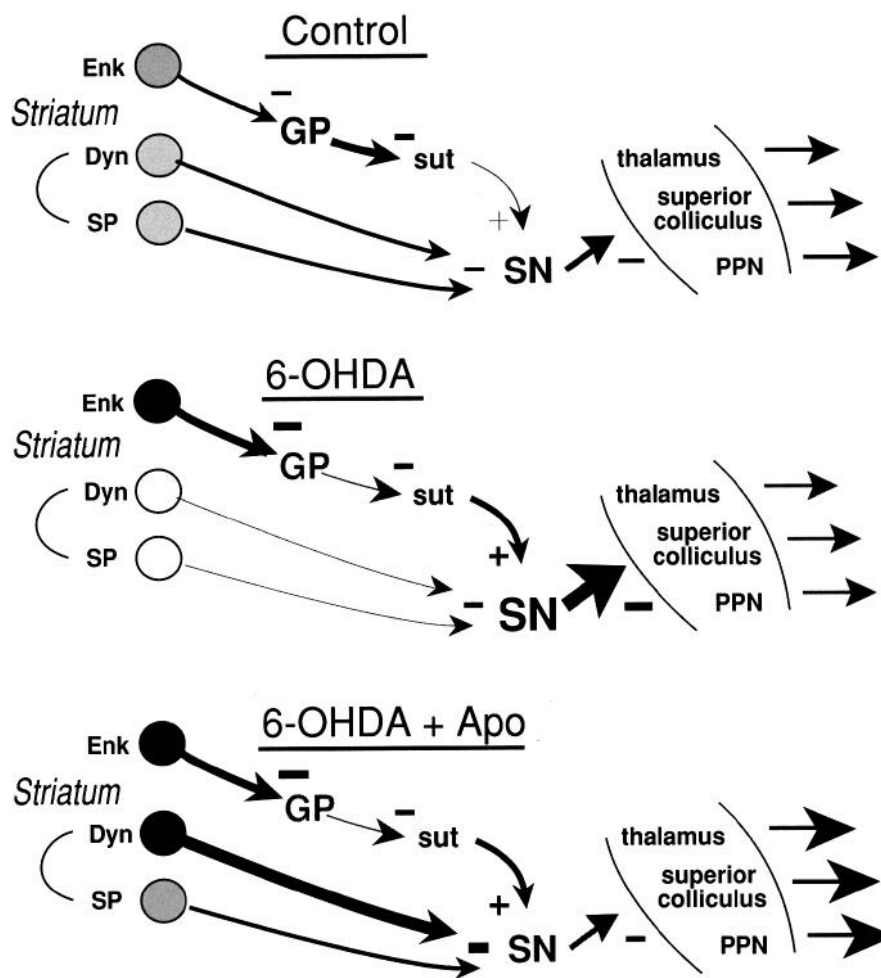 Control
Enk
Striatum
GP
sut
Dyn
thalamus
superior
colliculus
SP
+
SN
PPN
6-OHDA
Enk
Striatum
GP
sut
Dyn
thalamus
superior
colliculus
SP
+
SN
PPN
6-OHDA + Apo
Enk
Striatum
GP
sut
Dyn
thalamus
superior
colliculus
SP
+
SN
PPN